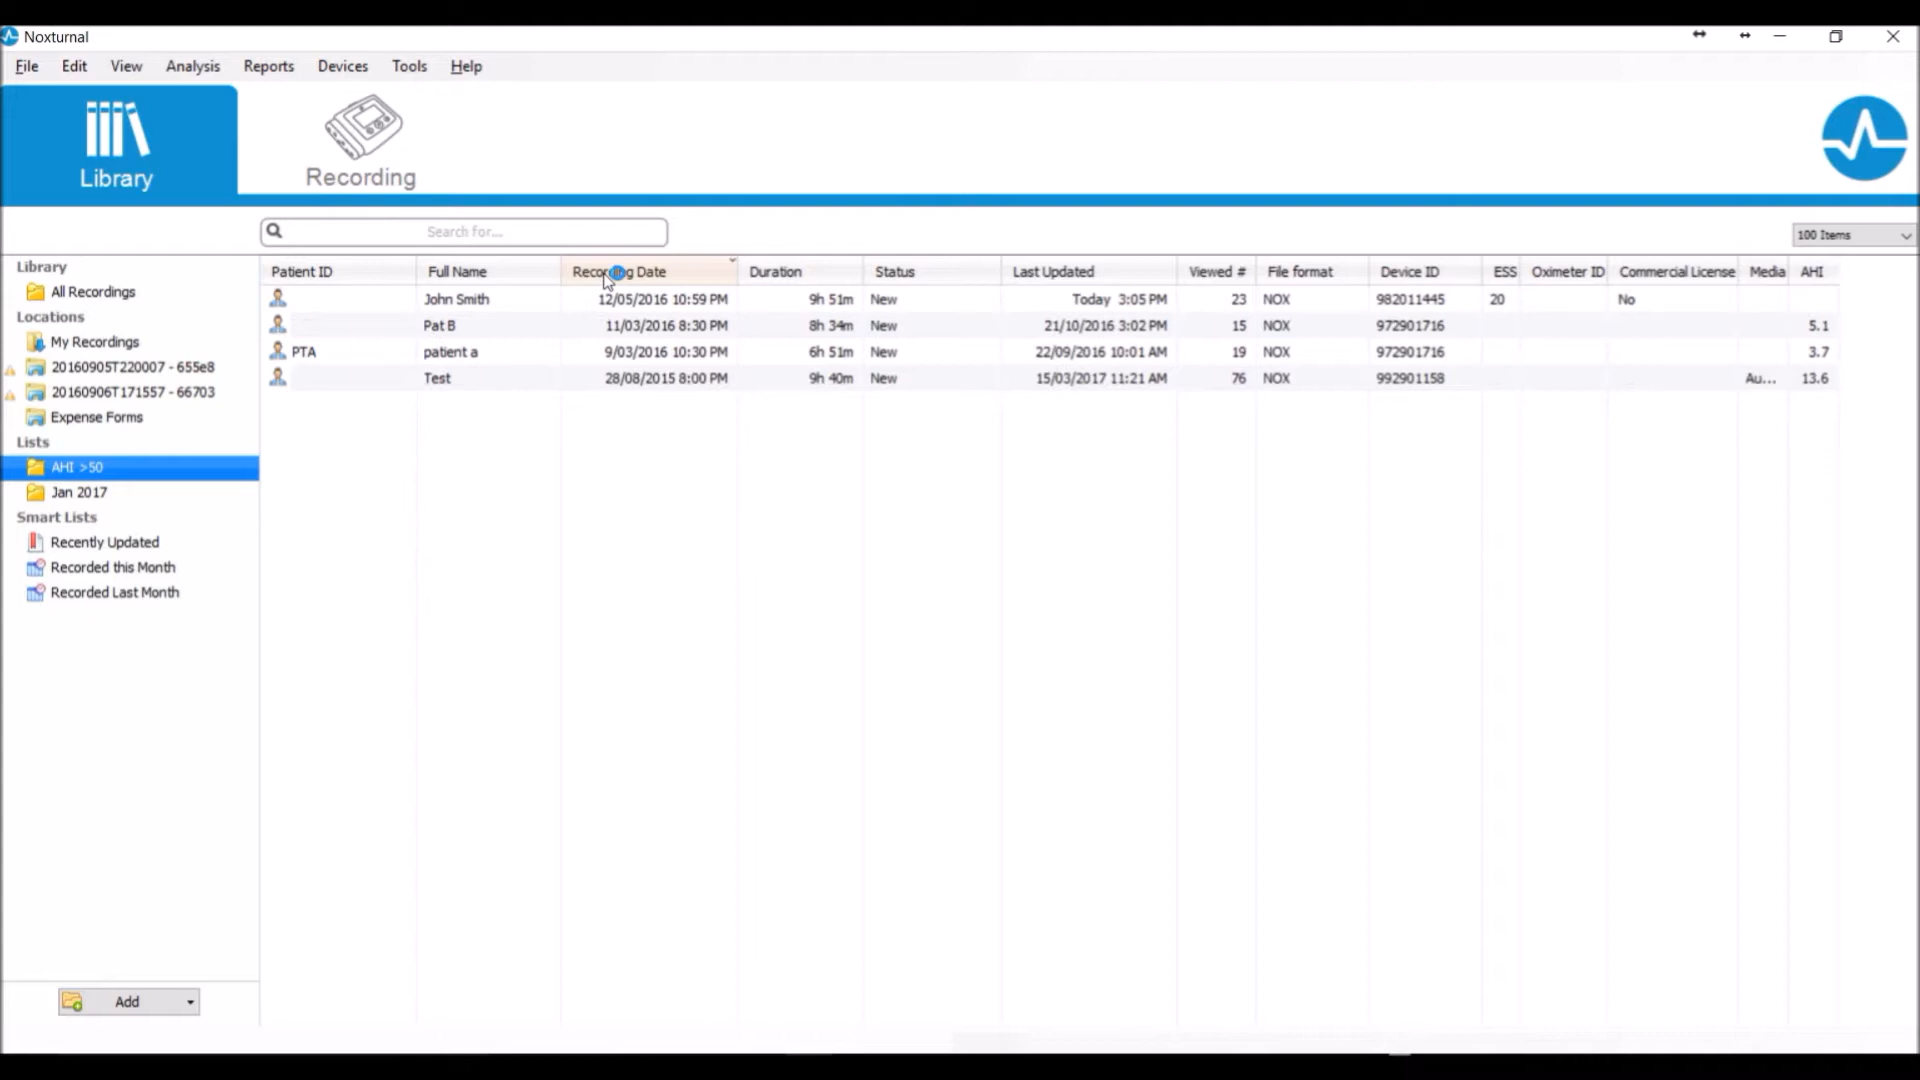 Noxturnal
File Edit View Analysis Reports Devices Tools Help
Library
Recording
Search for...
100 Items
Library
All Recordings
Locations
My Recordings
20160905T220007 - 655e8
20160906T171557 - 66703
Expense Forms
Lists
AHI >50
Jan 2017
Smart Lists
Recently Updated
Recorded this Month
Recorded Last Month
Add
Patient ID Full Name Recording Date Duration Status Last Updated Viewed # File format Device ID ESS Oximeter ID Commercial License Media AHI
John Smith 12/05/2016 10:59 PM 9h 51m New Today 3:05 PM 23 NOX 982011445 20 No
Pat B 11/03/2016 8:30 PM 8h 34m New 21/10/2016 3:02 PM 15 NOX 972901716 5.1
PTA patient a 9/03/2016 10:30 PM 6h 51m New 22/09/2016 10:01 AM 19 NOX 972901716 3.7
Test 28/08/2015 8:00 PM 9h 40m New 15/03/2017 11:21 AM 76 NOX 992901158 Au... 13.6